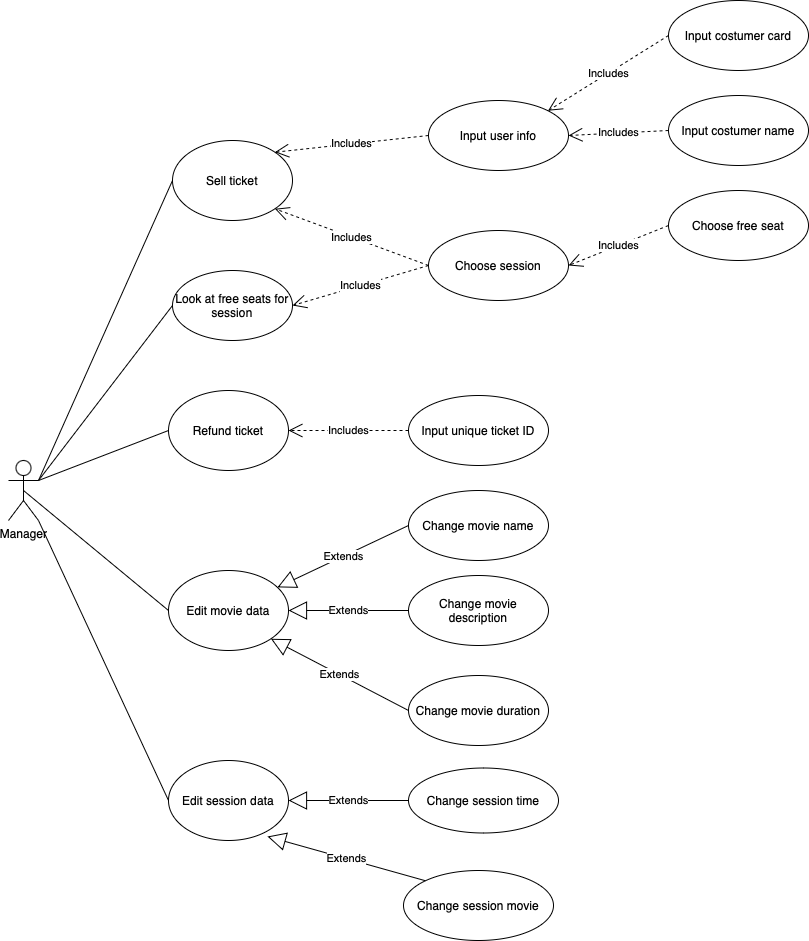 Input costumer card
Includes
Input user info
Includes
Input costumer name
Includes
Sell ticket
Includes
Choose free seat
Includes
Choose session
Includes
Look at free seats for
session
Refund ticket
Includes
Input unique ticket ID
Manager
Change movie name
Extends
Edit movie data
Extends
Change movie
description
Extends
Change movie duration
Edit session data
Extends
Change session time
Extends
Change session movie